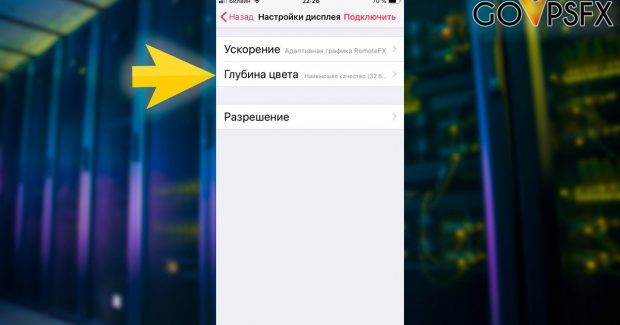 GOVPSFX
Билайн 22:26 70 %
Назад Настройки дисплея Подключить
Ускорение Адаптивная графика RemoteFX
Глубина цвета Наивысшее качество (32 б...
Разрешение